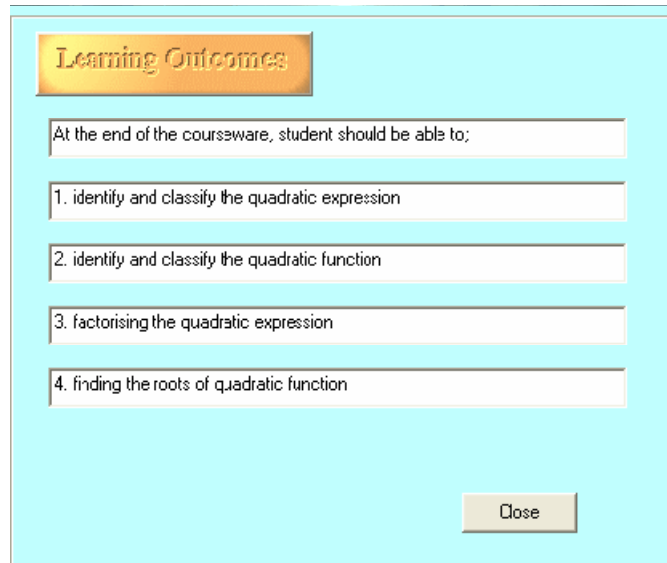 Learning Outcomes
At the end of the courseware, student should be able to;
1. identify and classify the quadratic expression
2. identify and classify the quadratic function
3. factorising the quadratic expression
4. finding the roots of quadratic function
Close